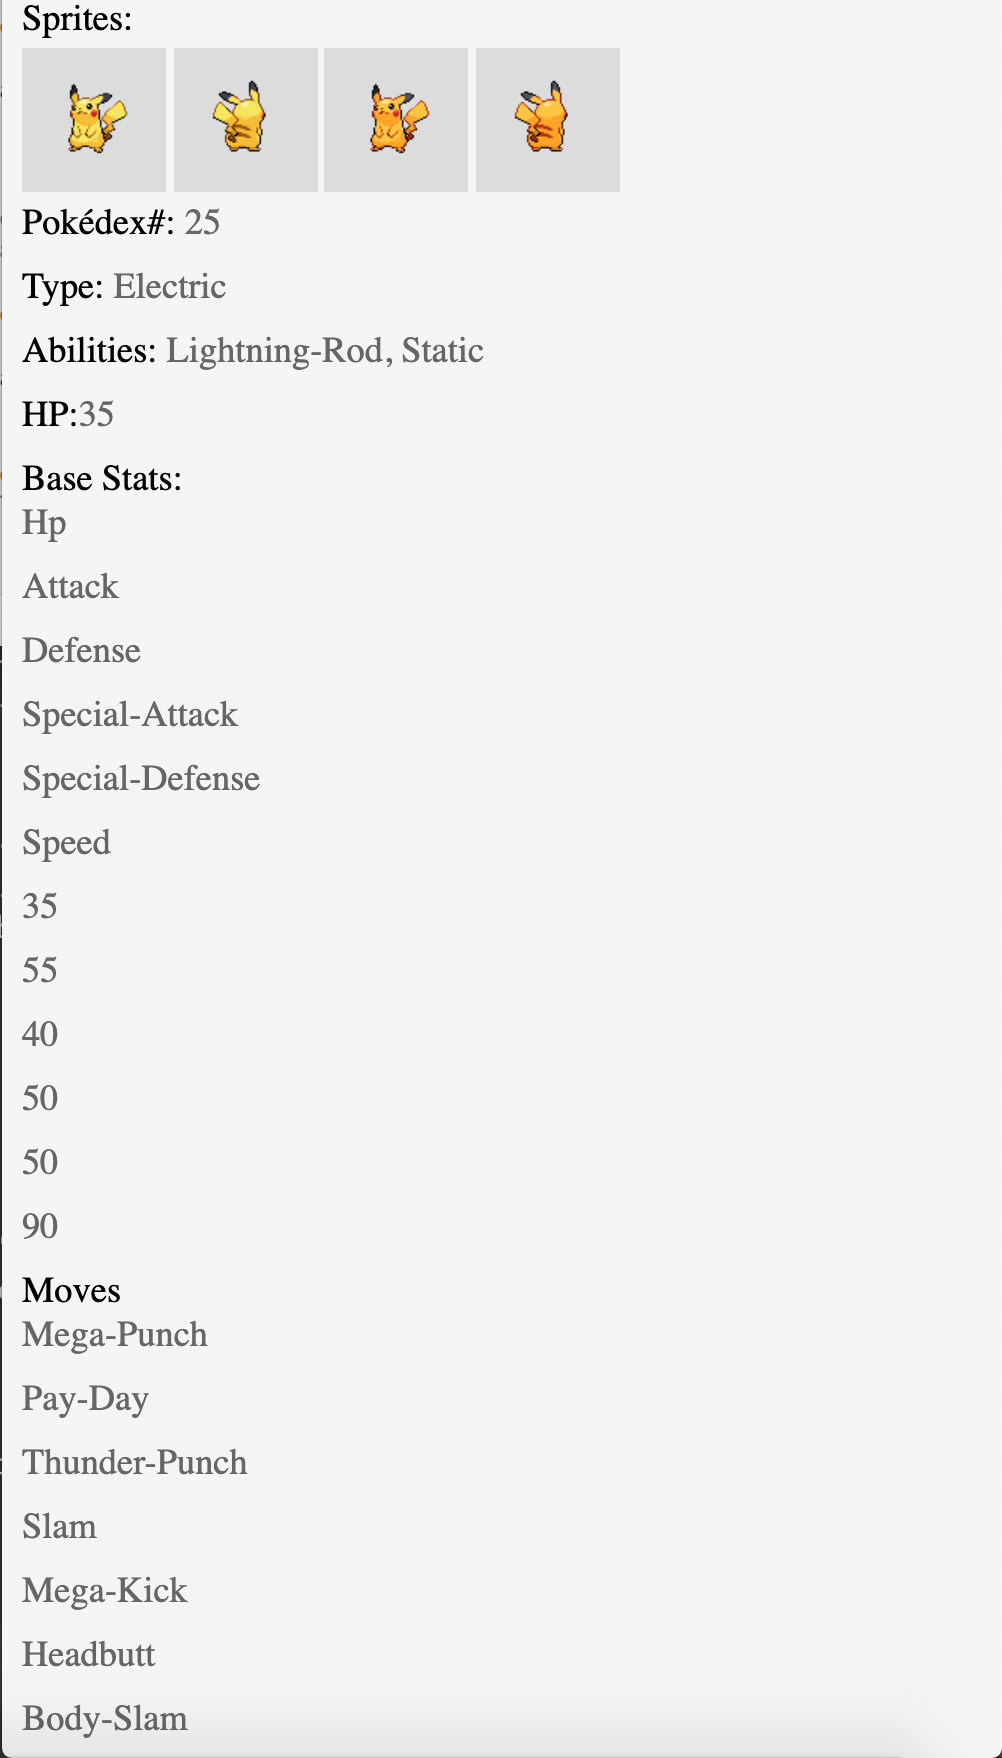 Sprites:
Pokédex#: 25
Type: Electric
Abilities: Lightning-Rod, Static
HP:35
Base Stats:
Hp
Attack
Defense
Special-Attack
Special-Defense
Speed
35
55
40
50
50
90
Moves
Mega-Punch
Pay-Day
Thunder-Punch
Slam
Mega-Kick
Headbutt
Body-Slam